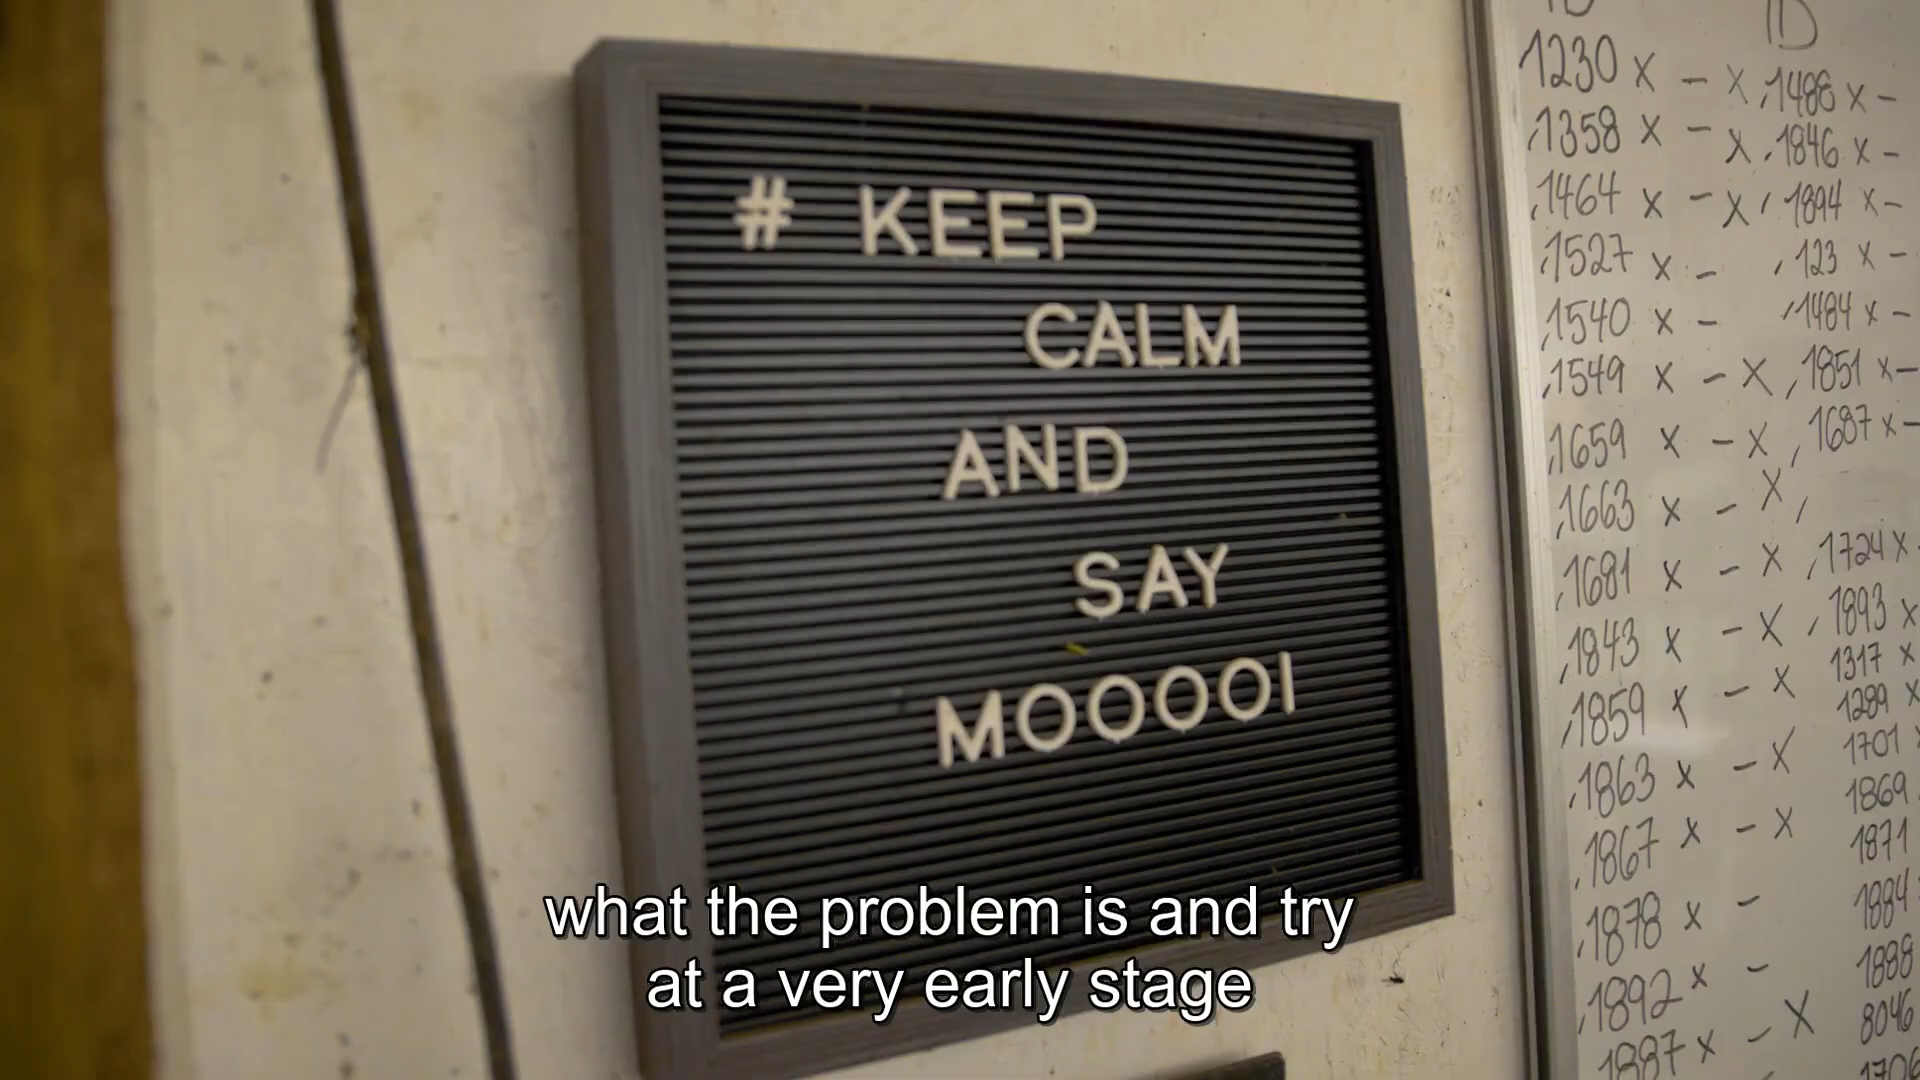 # KEEP
CALM
AND
SAY
MOOOOI
ID
1230 x - x
1358 x - x
1464 x - x
1527 x -
1540 x -
1549 x - x
1659 x - x
1663 x - x
1681 x - x
1843 x - x
1859 x - x
1863 x - x
1867 x - x
1878 x -
1892 x -
1887 x - x
1486 x -
1846 x -
1894 x -
123 x -
1484 x -
1851 x -
1687 x -
1724 x
1893 x
1317 x
1289 x
1701
1869
1871
1884
1888
8046
what the problem is and try
at a very early stage